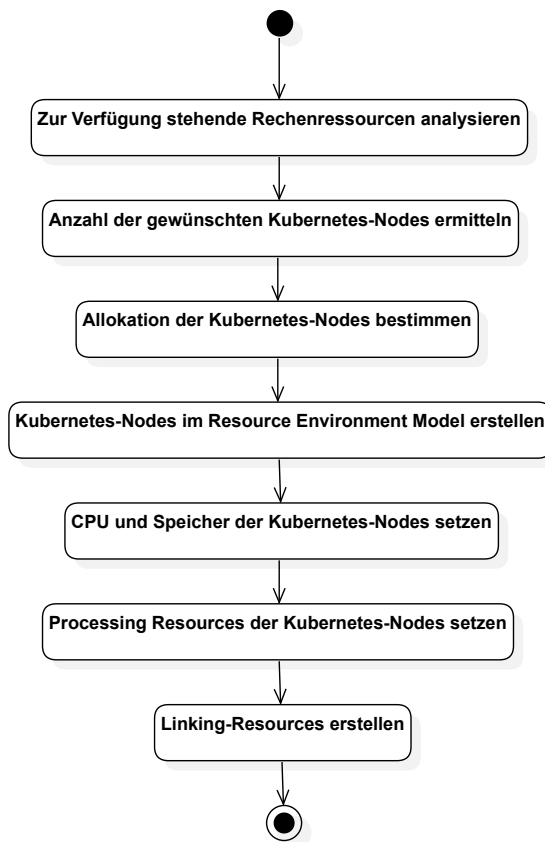 Zur Verfügung stehende Rechenressourcen analysieren
Anzahl der gewünschten Kubernetes-Nodes ermitteln
Allokation der Kubernetes-Nodes bestimmen
Kubernetes-Nodes im Resource Environment Model erstellen
CPU und Speicher der Kubernetes-Nodes setzen
Processing Resources der Kubernetes-Nodes setzen
Linking-Resources erstellen